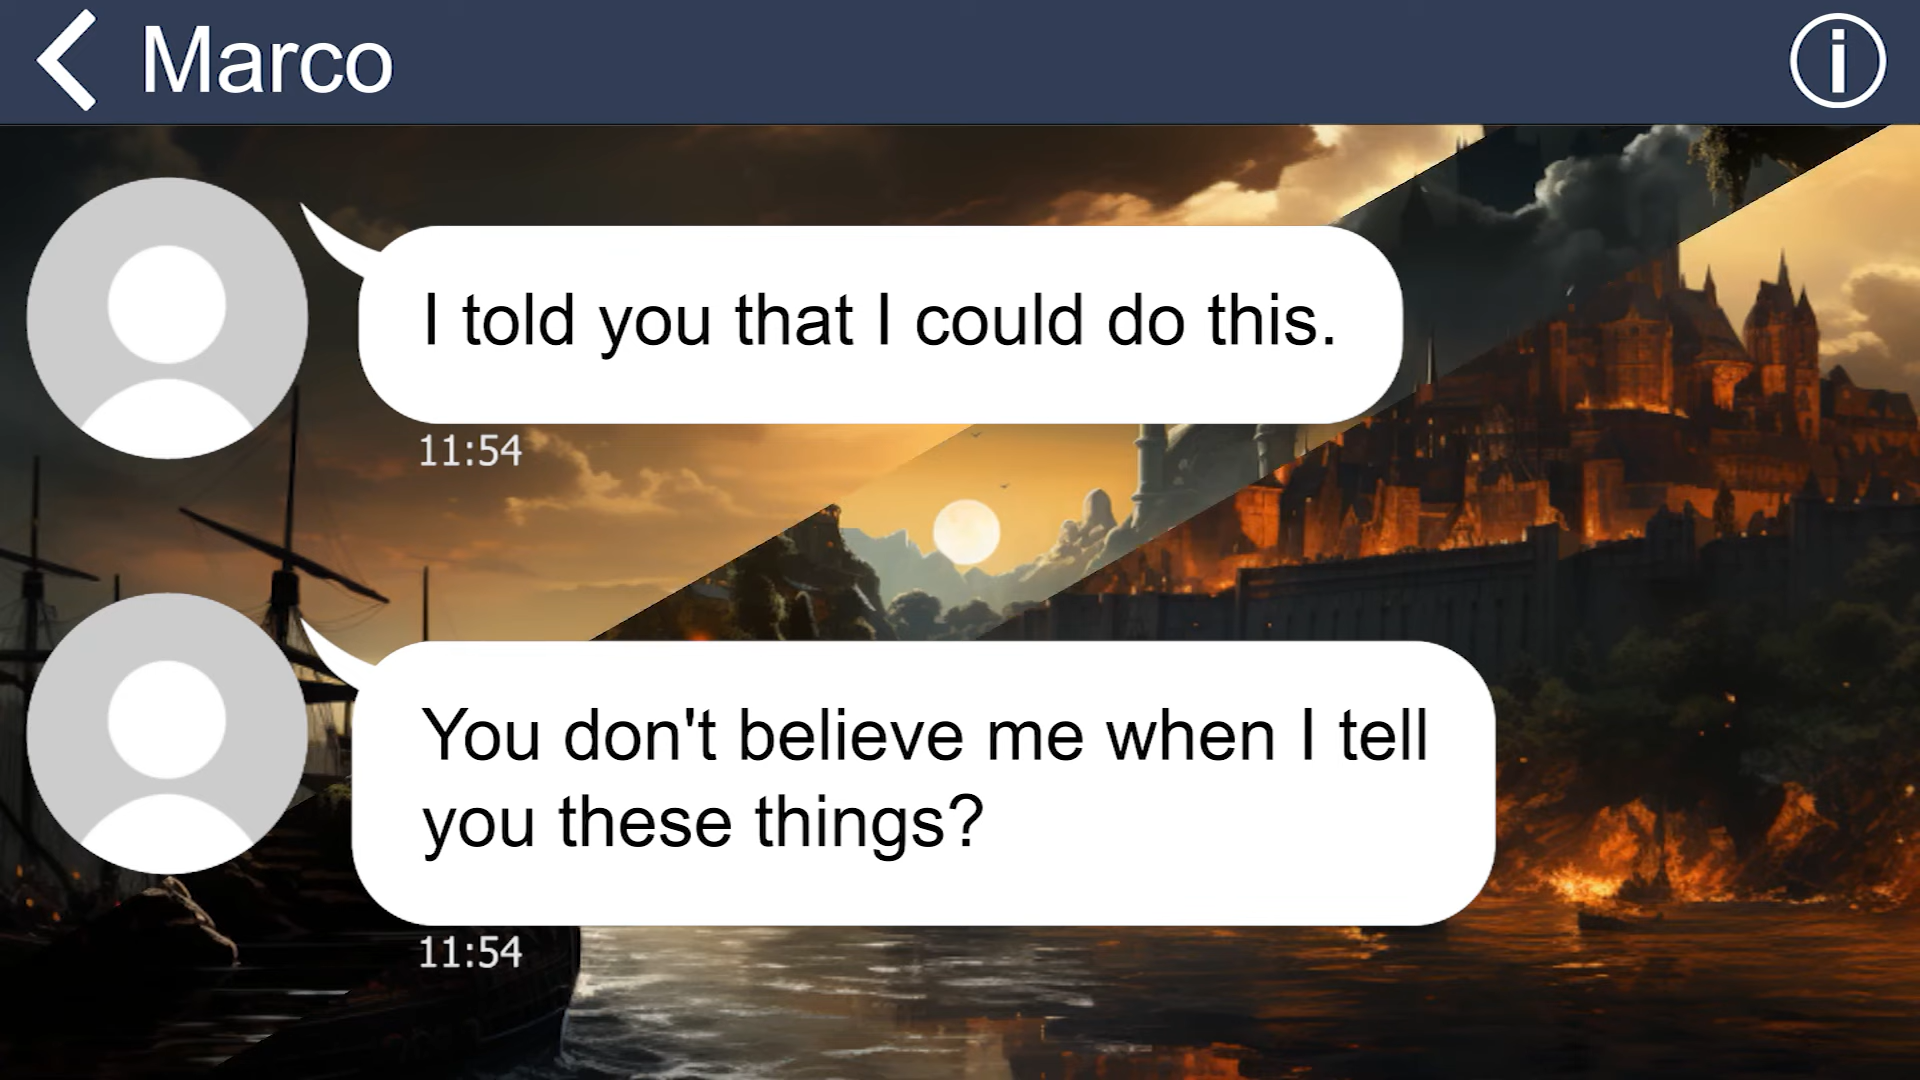 Marco
I told you that I could do this.
11:54
You don't believe me when I tell
you these things?
11:54